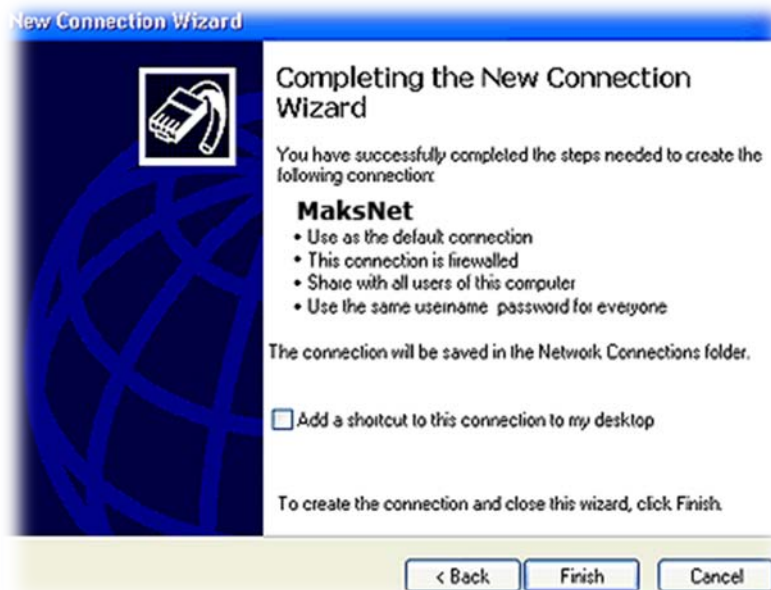 New Connection Wizard
Completing the New Connection
Wizard
You have successfully completed the steps needed to create the
following connection:
MaksNet
• Use as the default connection
• This connection is firewalled
• Share with all users of this computer
• Use the same username password for everyone
The connection will be saved in the Network Connections folder.
Add a shortcut to this connection to my desktop
To create the connection and close this wizard, click Finish.
< Back Finish Cancel